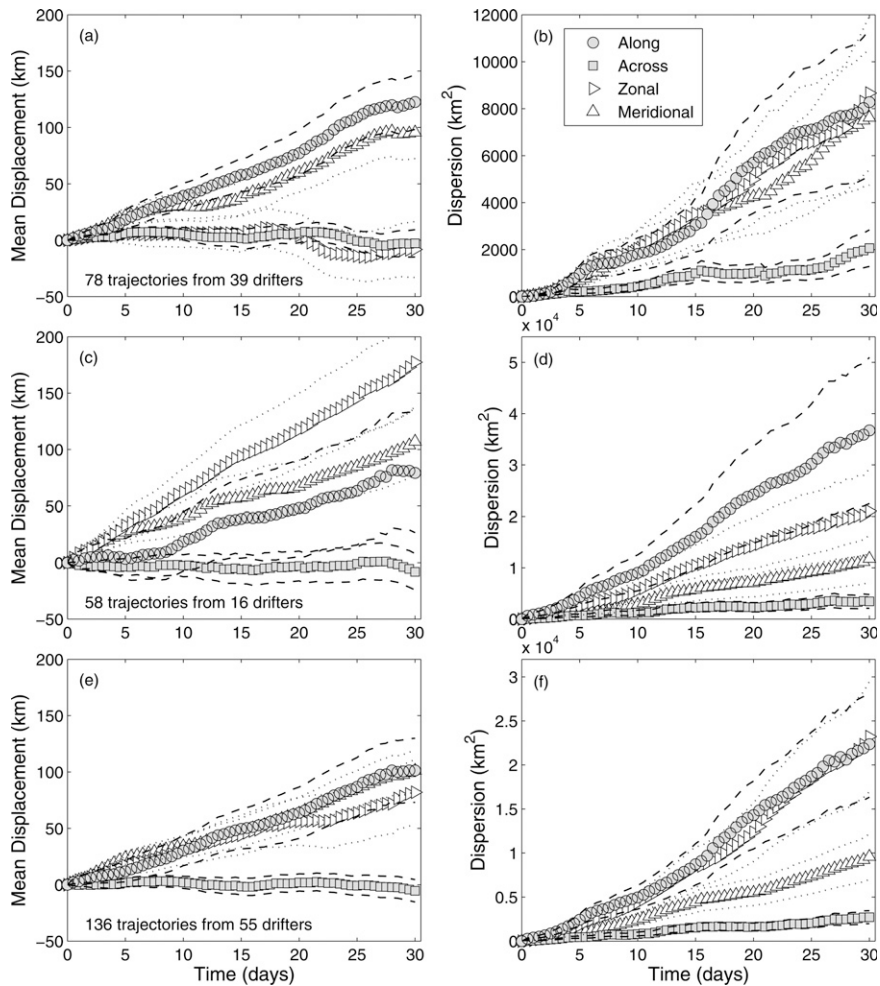 (a)
Mean Displacement (km)
200
150
100
50
0
−50
0 5 10 15 20 25 30
78 trajectories from 39 drifters
(b)
Dispersion (km2)
12000
10000
8000
6000
4000
2000
0
0 5 10 15 20 25 30
Along
Across
Zonal
Meridional
(c)
Mean Displacement (km)
200
150
100
50
0
−50
0 5 10 15 20 25 30
58 trajectories from 16 drifters
x 10^4
(d)
Dispersion (km2)
5
4
3
2
1
0
0 5 10 15 20 25 30
(e)
Mean Displacement (km)
200
150
100
50
0
−50
0 5 10 15 20 25 30
136 trajectories from 55 drifters
Time (days)
x 10^4
(f)
Dispersion (km2)
3
2.5
2
1.5
1
0.5
0
0 5 10 15 20 25 30
Time (days)